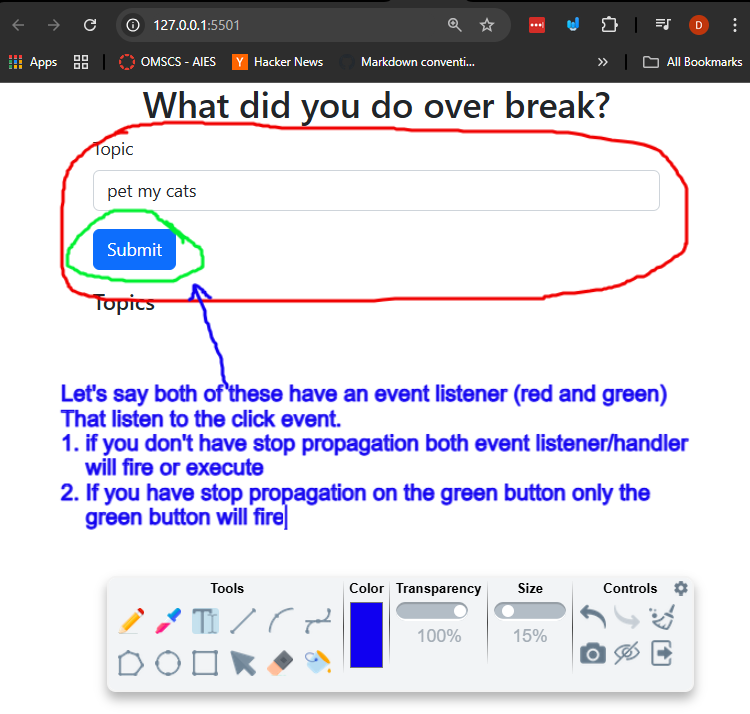 127.0.0.1:5501
D
Apps
OMSCS - AIES
Y
Hacker News
Markdown conventi...
»
All Bookmarks
What did you do over break?
Topic
pet my cats
Submit
Topics
Let's say both of these have an event listener (red and green)
That listen to the click event.
1. if you don't have stop propagation both event listener/handler
will fire or execute
2. If you have stop propagation on the green button only the
green button will fire
Tools
Color
Transparency
Size
Controls
100%
15%